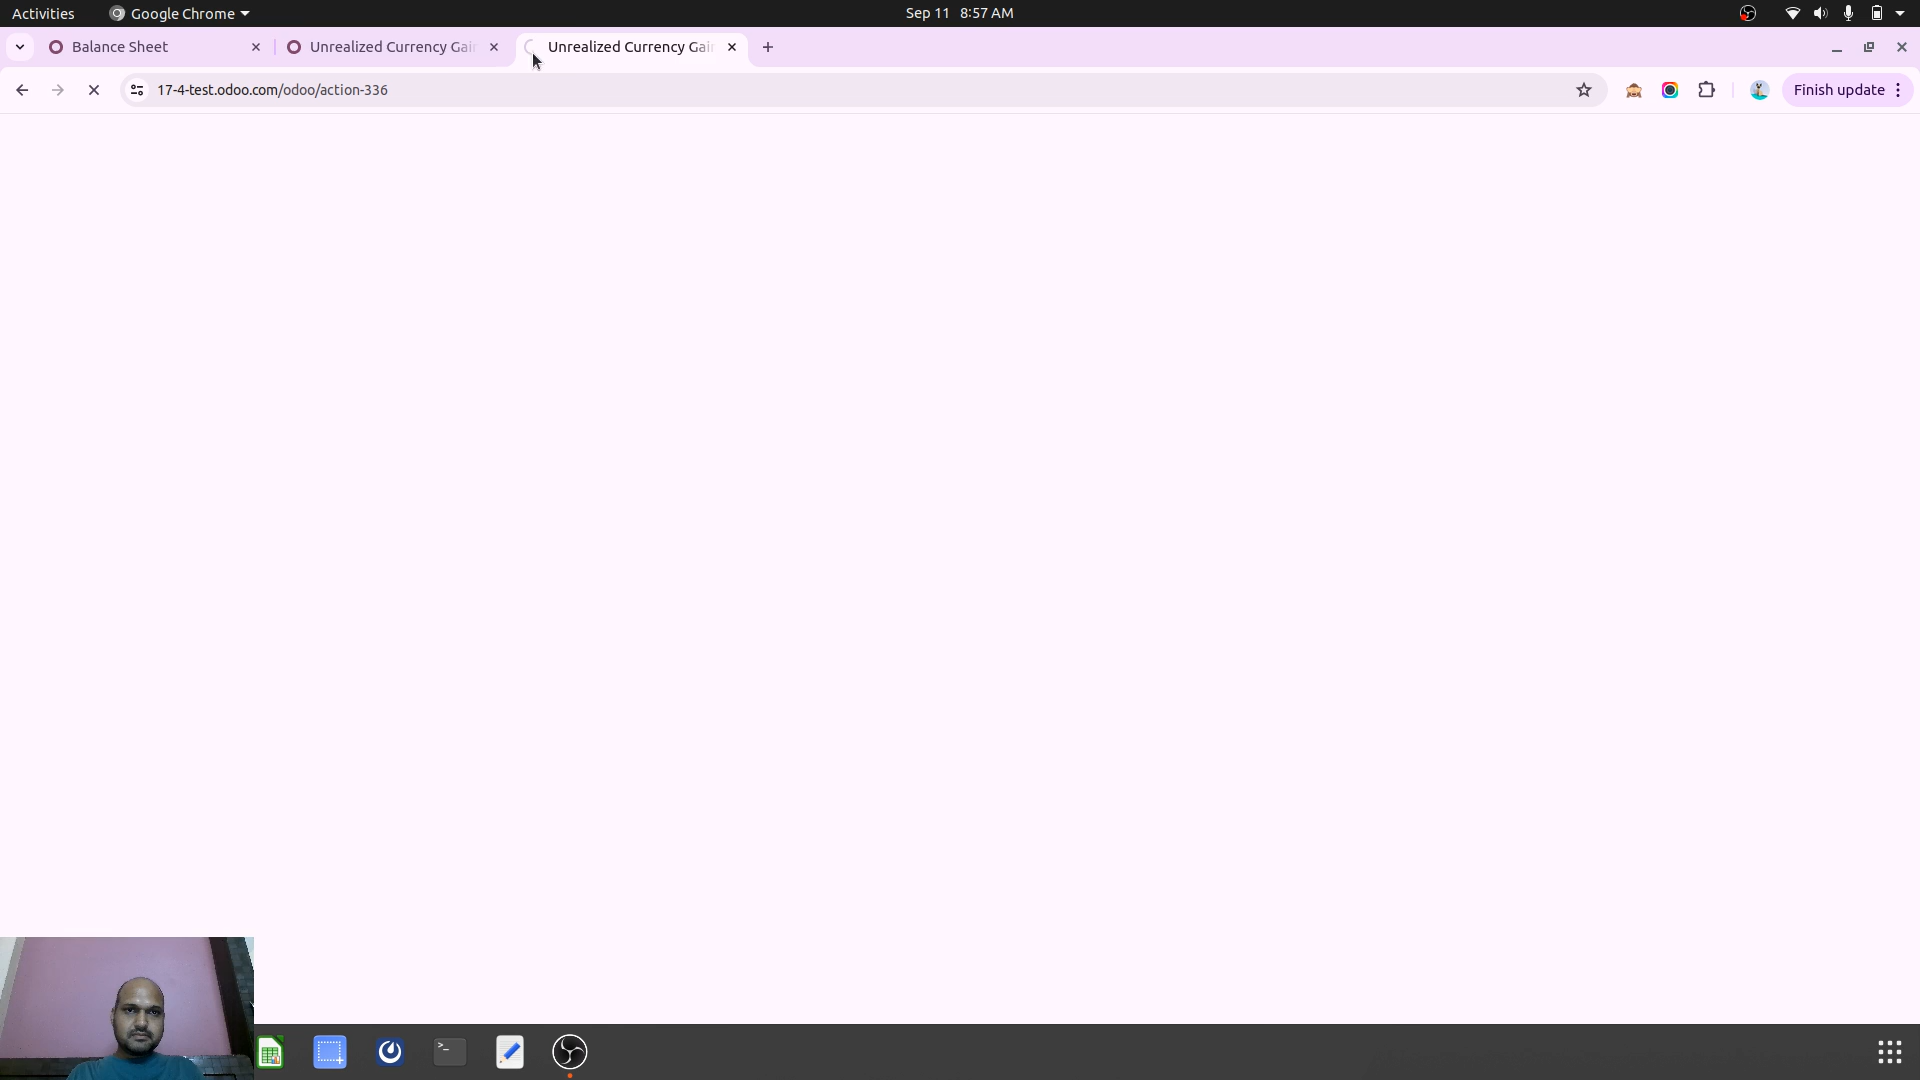 Activities
Google Chrome
Sep 11 8:57 AM
Balance Sheet
Unrealized Currency Gai
Unrealized Currency Gai
17-4-test.odoo.com/odoo/action-336
Finish update
>_